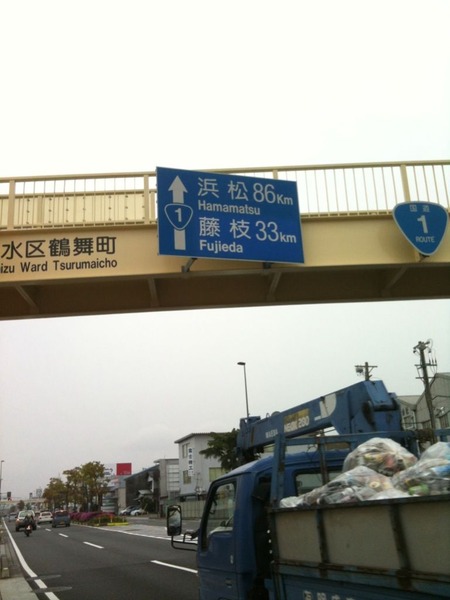 浜松 86Km
Hamamatsu
1
藤枝 33km
Fujieda
国道
1
ROUTE
水区鶴舞町
izu Ward Tsurumaicho